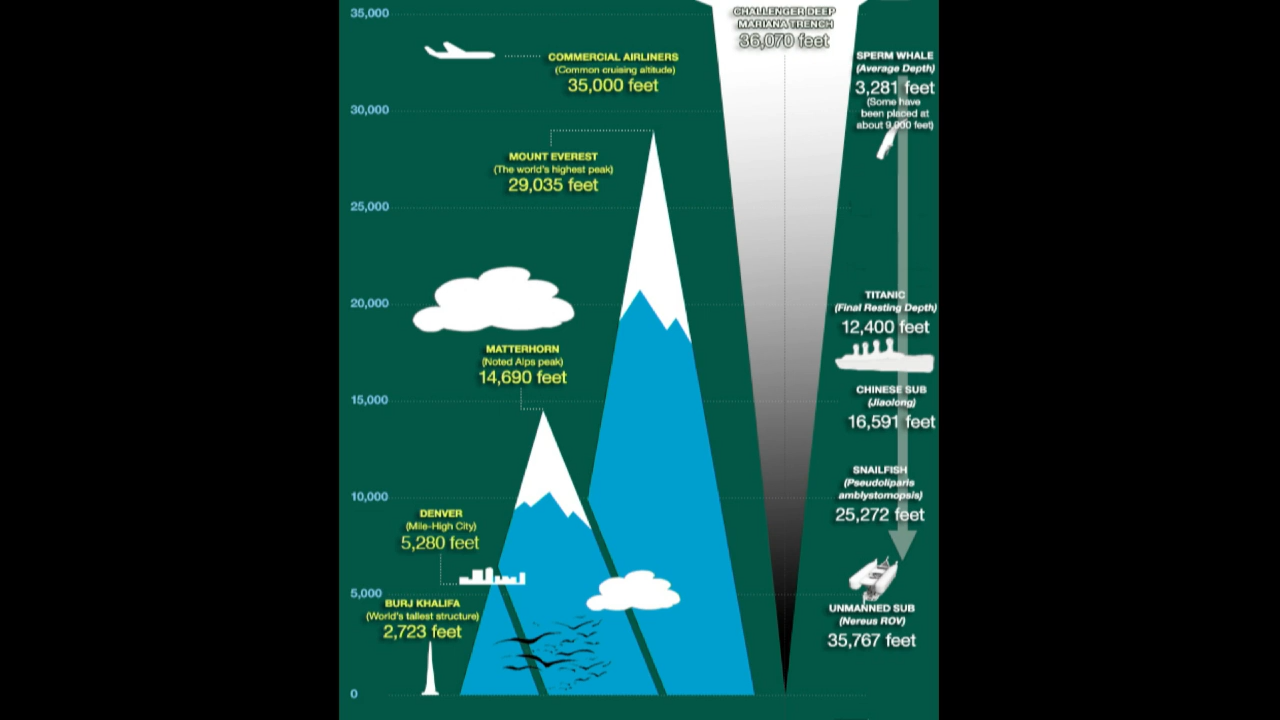 35,000
30,000
25,000
20,000
15,000
10,000
5,000
0
COMMERCIAL AIRLINERS
(Common cruising altitude)
35,000 feet
MOUNT EVEREST
(The world's highest peak)
29,035 feet
MATTERHORN
(Noted Alps peak)
14,690 feet
DENVER
(Mile-High City)
5,280 feet
BURJ KHALIFA
(World's tallest structure)
2,723 feet
CHALLENGER DEEP
MARIANA TRENCH
36,070 feet
SPERM WHALE
(Average Depth)
3,281 feet
(Some have
been placed at
about 9,000 feet)
TITANIC
(Final Resting Depth)
12,400 feet
CHINESE SUB
(Jiaolong)
16,591 feet
SNAILFISH
(Pseudoliparis
amblystomopsis)
25,272 feet
UNMANNED SUB
(Nereus ROV)
35,767 feet